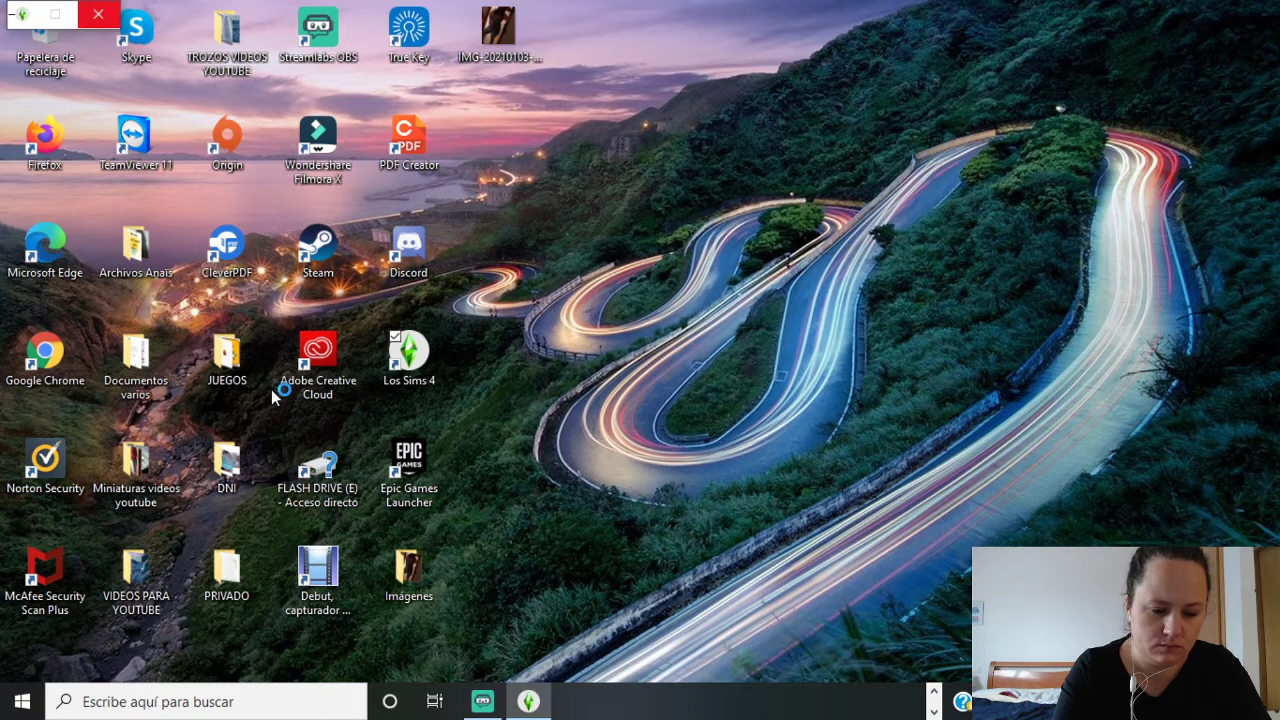 Papelera de
reciclaje
Skype
TROZOS VIDEOS
YOUTUBE
Streamlabs OBS
True Key
IMG-20210103-...
Firefox
TeamViewer 11
Origin
Wondershare
Filmora X
PDF Creator
Microsoft Edge
Archivos Anaïs
CleverPDF
Steam
Discord
Google Chrome
Documentos
varios
JUEGOS
Adobe Creative
Cloud
Los Sims 4
Norton Security
Miniaturas videos
youtube
DNI
FLASH DRIVE (E)
- Acceso directo
EPIC
GAMES
Epic Games
Launcher
McAfee Security
Scan Plus
VIDEOS PARA
YOUTUBE
PRIVADO
Debut,
capturador ...
Imágenes
Escribe aquí para buscar